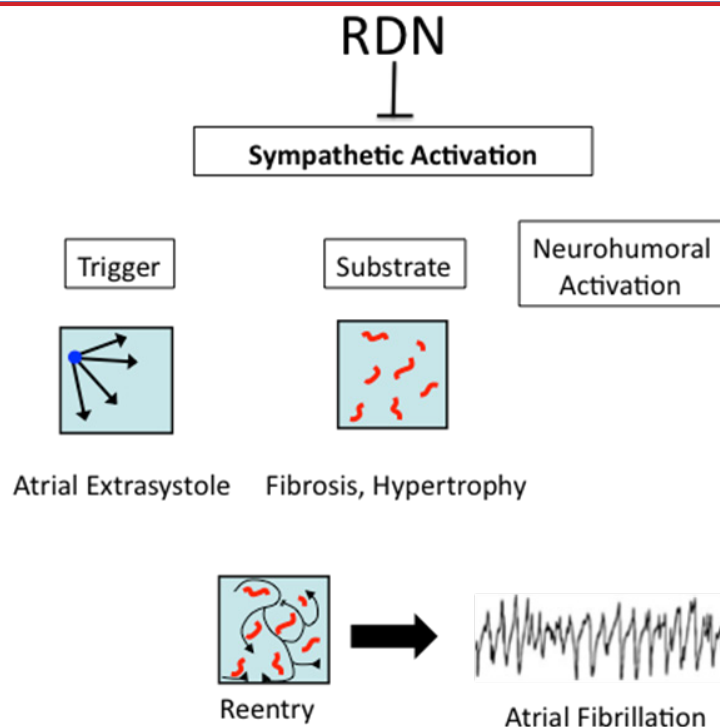 RDN
Sympathetic Activation
Trigger
Substrate
Neurohumoral
Activation
Atrial Extrasystole
Fibrosis, Hypertrophy
Reentry
Atrial Fibrillation